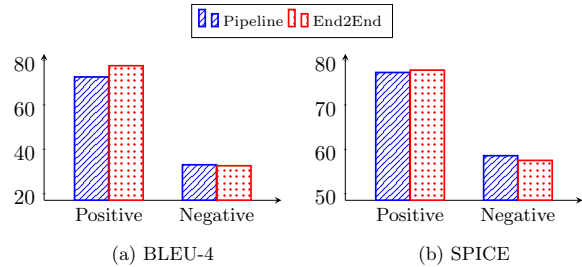 Pipeline End2End
80
60
40
20
Positive Negative
(a) BLEU-4
80
70
60
50
Positive Negative
(b) SPICE